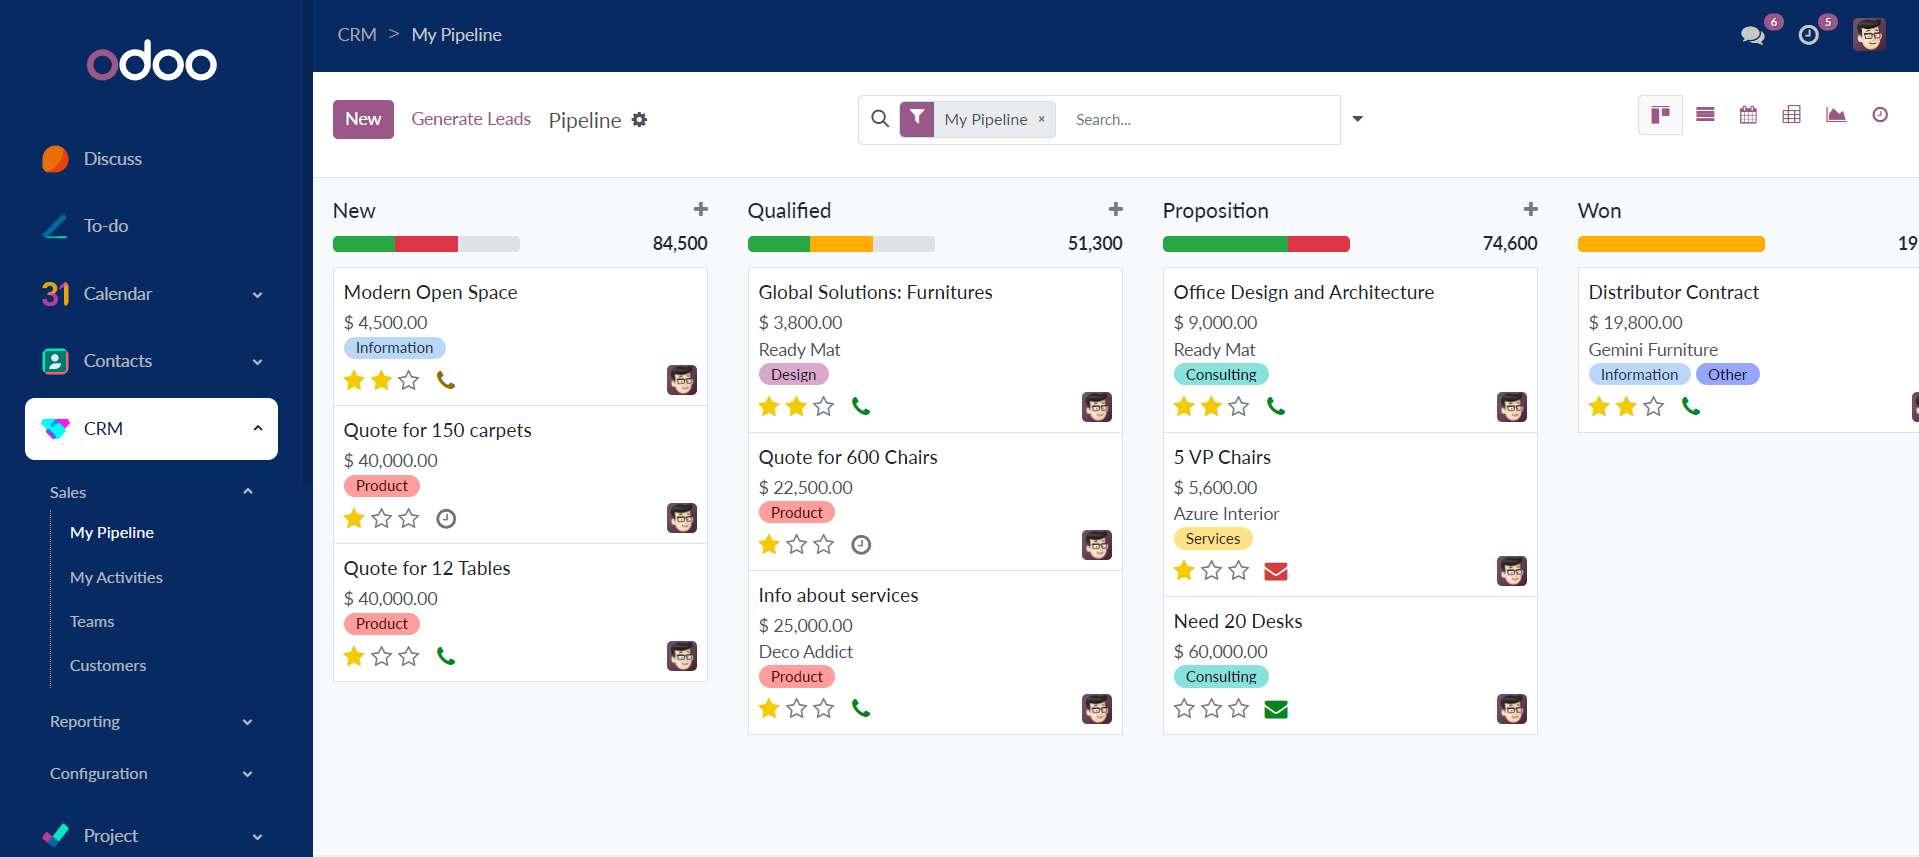 odoo
Discuss
To-do
31 Calendar
Contacts
CRM
Sales
My Pipeline
My Activities
Teams
Customers
Reporting
Configuration
Project
CRM > My Pipeline
6
5
New
Generate Leads
Pipeline
My Pipeline ×
Search...
New
84,500
Modern Open Space
$ 4,500.00
Information
Quote for 150 carpets
$ 40,000.00
Product
Quote for 12 Tables
$ 40,000.00
Product
Qualified
51,300
Global Solutions: Furnitures
$ 3,800.00
Ready Mat
Design
Quote for 600 Chairs
$ 22,500.00
Product
Info about services
$ 25,000.00
Deco Addict
Product
Proposition
74,600
Office Design and Architecture
$ 9,000.00
Ready Mat
Consulting
5 VP Chairs
$ 5,600.00
Azure Interior
Services
Need 20 Desks
$ 60,000.00
Consulting
Won
19
Distributor Contract
$ 19,800.00
Gemini Furniture
Information Other